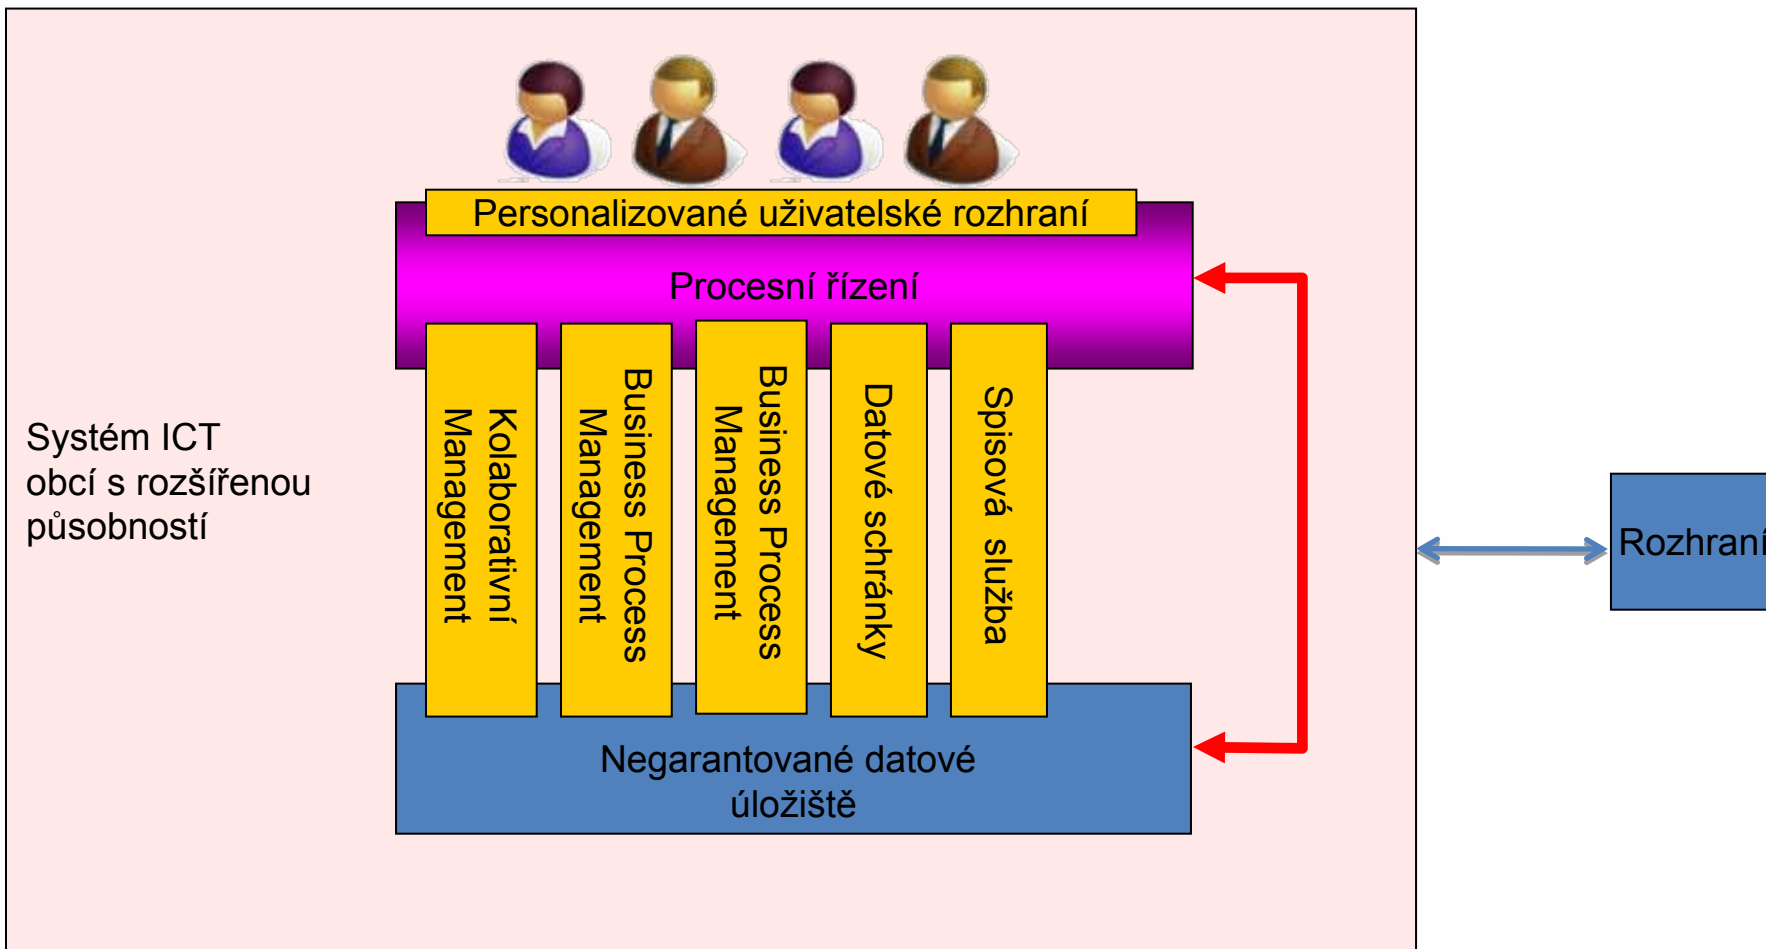 Personalizované uživatelské rozhraní
Procesní řízení
Systém ICT
obcí s rozšířenou
působností
Kolaborativní
Management
Business Process
Management
Business Process
Management
Datové schránky
Spisová služba
Rozhraní
Negarantované datové
úložiště